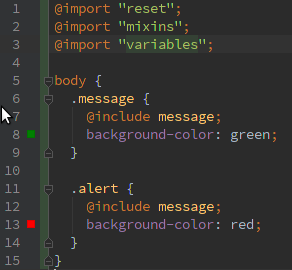 1 @import "reset";
2 @import "mixins";
3 @import "variables";
4
5 body {
6 .message {
7 @include message;
8 background-color: green;
9 }
10
11 .alert {
12 @include message;
13 background-color: red;
14 }
15 }